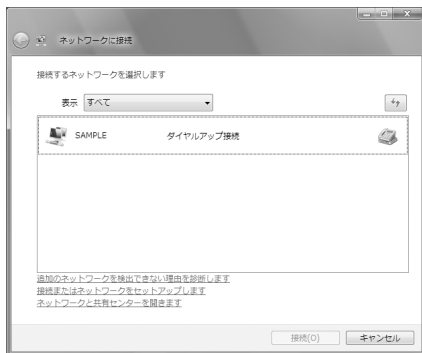 ネットワークに接続
接続するネットワークを選択します
表示 すべて
SAMPLE ダイヤルアップ接続
追加のネットワークを検出できない理由を診断します
接続またはネットワークをセットアップします
ネットワークと共有センターを開きます
接続(O) キャンセル